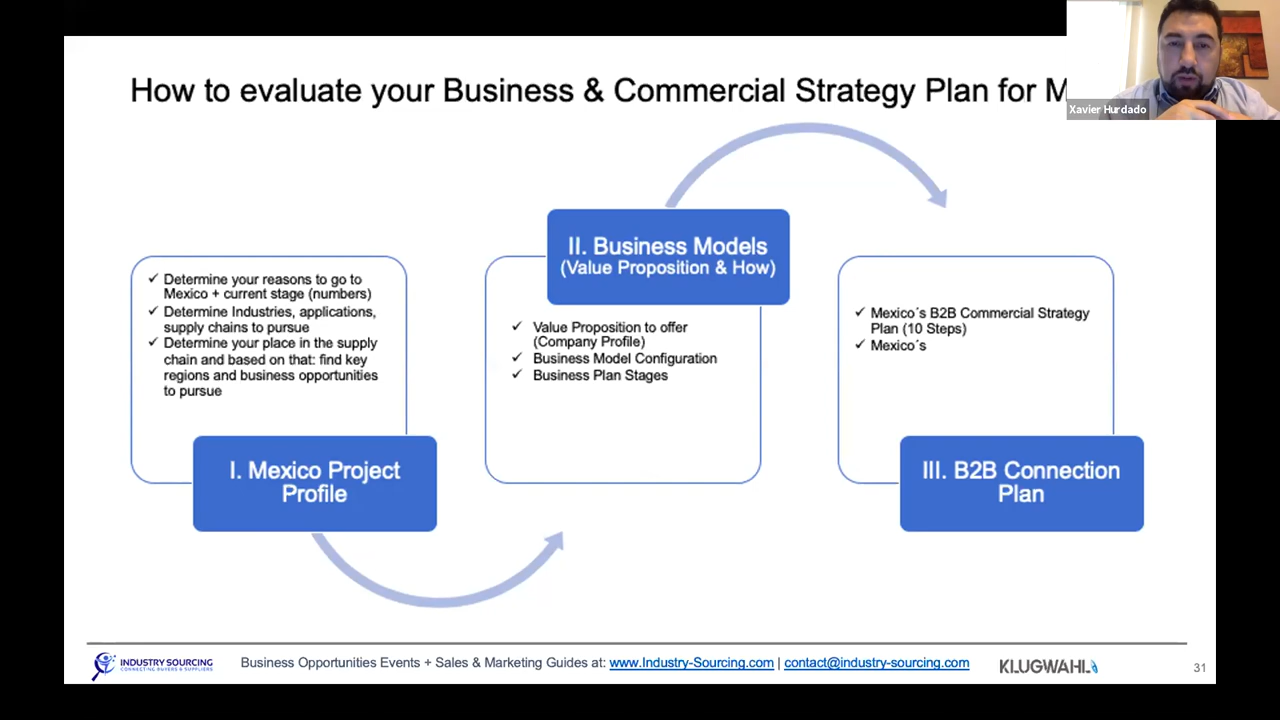 How to evaluate your Business & Commercial Strategy Plan for M
Xavier Hurdado
✓ Determine your reasons to go to
Mexico + current stage (numbers)
✓ Determine Industries, applications,
supply chains to pursue
✓ Determine your place in the supply
chain and based on that: find key
regions and business opportunities
to pursue
I. Mexico Project
Profile
II. Business Models
(Value Proposition & How)
✓ Value Proposition to offer
(Company Profile)
✓ Business Model Configuration
✓ Business Plan Stages
✓ Mexico´s B2B Commercial Strategy
Plan (10 Steps)
✓ Mexico´s
III. B2B Connection
Plan
INDUSTRY SOURCING
CONNECTING BUYERS & SUPPLIERS
Business Opportunities Events + Sales & Marketing Guides at: www.Industry-Sourcing.com | contact@industry-sourcing.com
KLUGWAHL
31